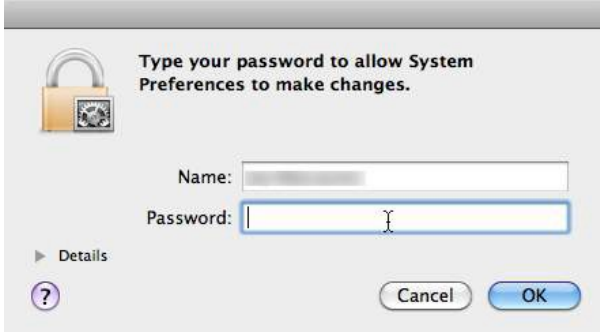 Type your password to allow System
Preferences to make changes.
Name:
Password:
Details
?
Cancel
OK